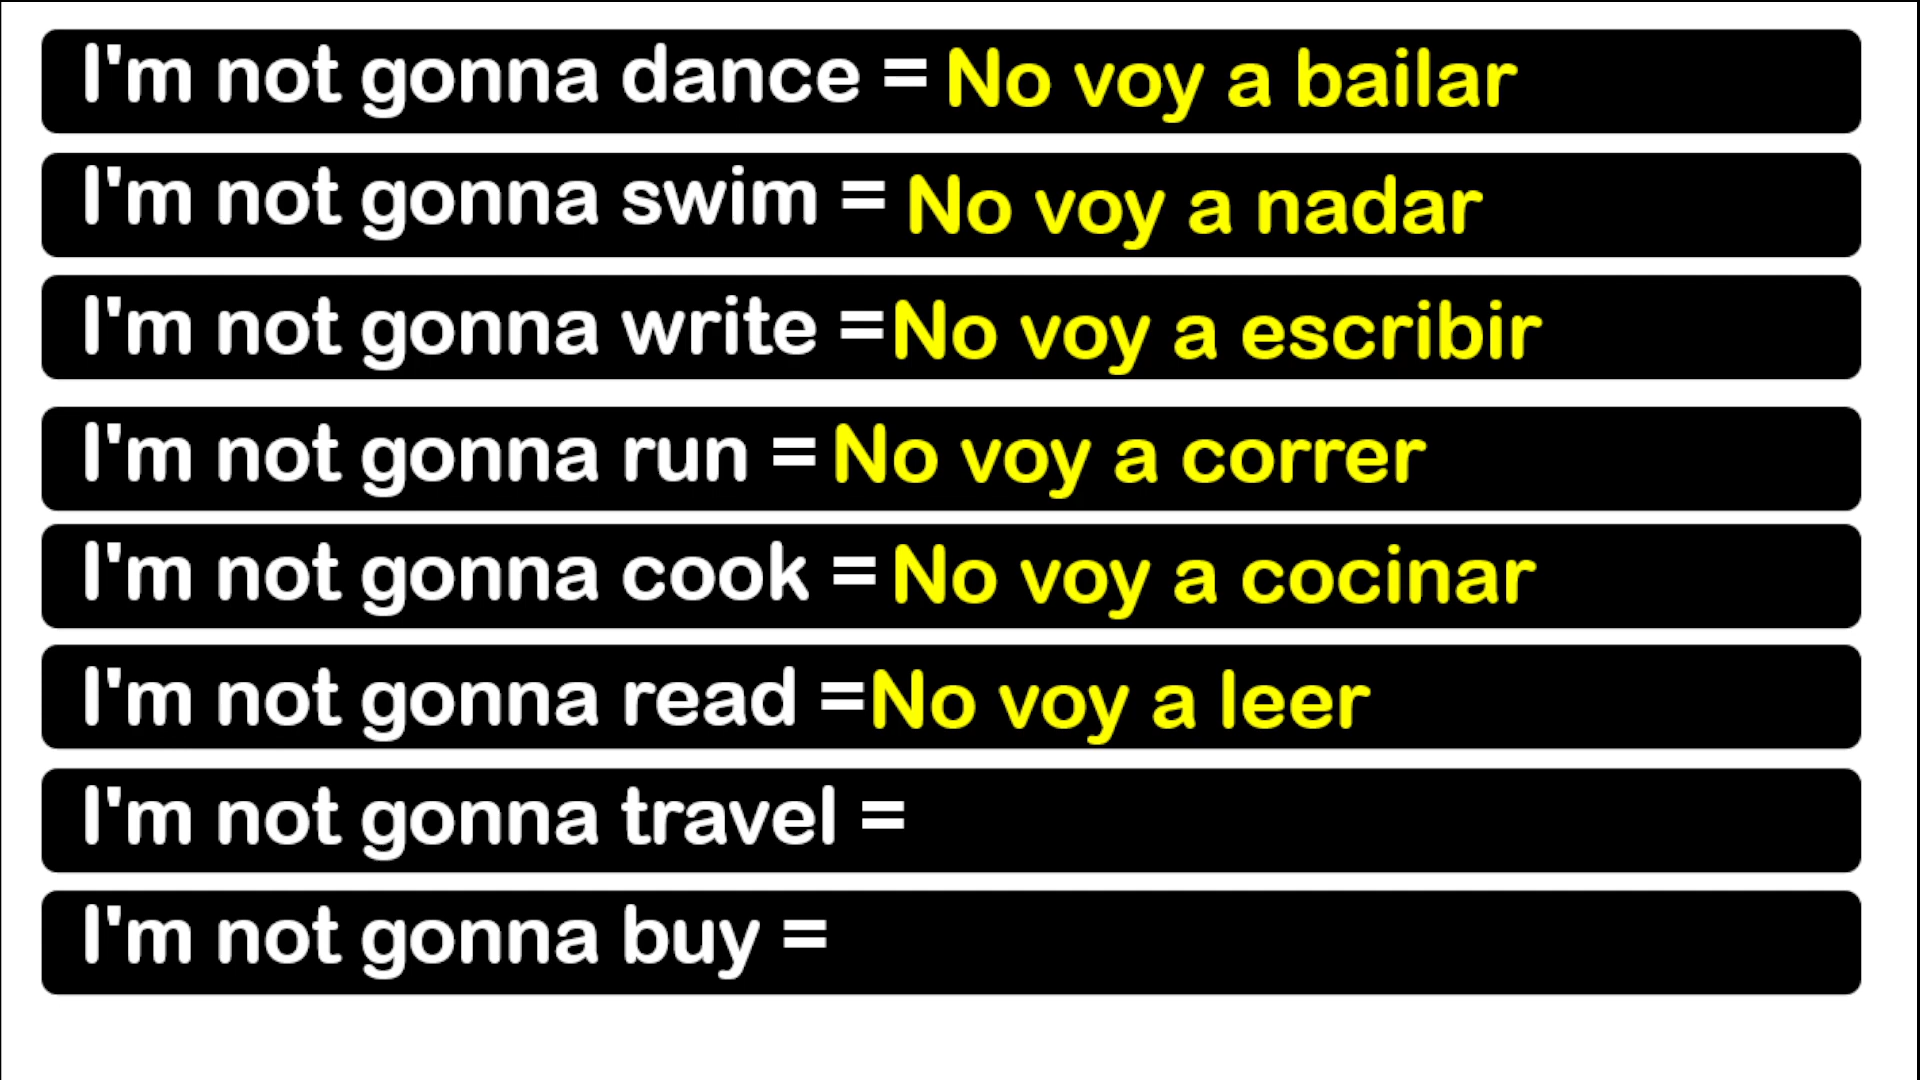 I'm not gonna dance = No voy a bailar
I'm not gonna swim = No voy a nadar
I'm not gonna write =No voy a escribir
I'm not gonna run = No voy a correr
I'm not gonna cook = No voy a cocinar
I'm not gonna read =No voy a leer
I'm not gonna travel =
I'm not gonna buy =